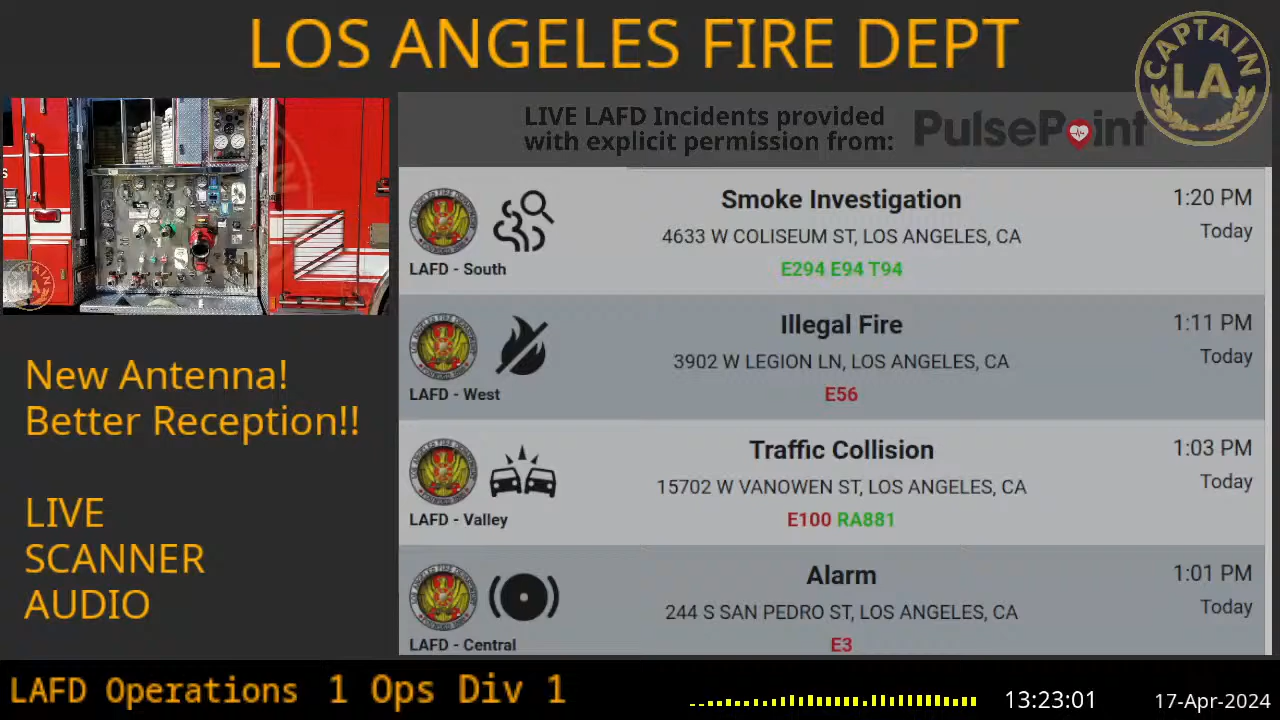 LOS ANGELES FIRE DEPT
CAPTAIN
LA
LIVE LAFD Incidents provided
with explicit permission from:
PulsePoint
Smoke Investigation
1:20 PM
4633 W COLISEUM ST, LOS ANGELES, CA
Today
LAFD - South
E294 E94 T94
Illegal Fire
1:11 PM
3902 W LEGION LN, LOS ANGELES, CA
Today
LAFD - West
E56
Traffic Collision
1:03 PM
15702 W VANOWEN ST, LOS ANGELES, CA
Today
LAFD - Valley
E100 RA881
Alarm
1:01 PM
244 S SAN PEDRO ST, LOS ANGELES, CA
Today
LAFD - Central
E3
New Antenna!
Better Reception!!
LIVE
SCANNER
AUDIO
LAFD Operations 1 Ops Div 1
13:23:01
17-Apr-2024